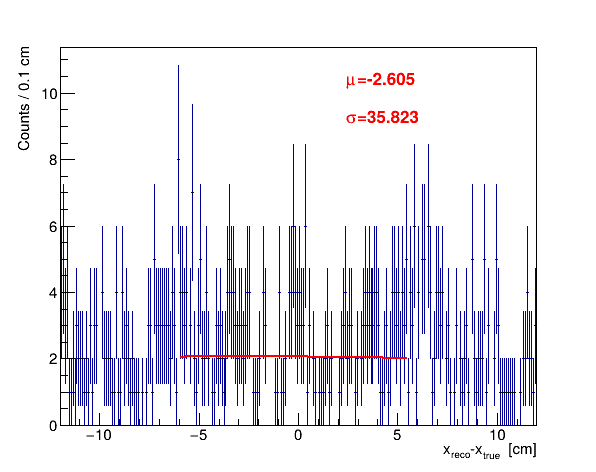 Counts / 0.1 cm
μ=-2.605
σ=35.823
10
8
6
4
2
0
−10 −5 0 5 10
x_reco-x_true [cm]